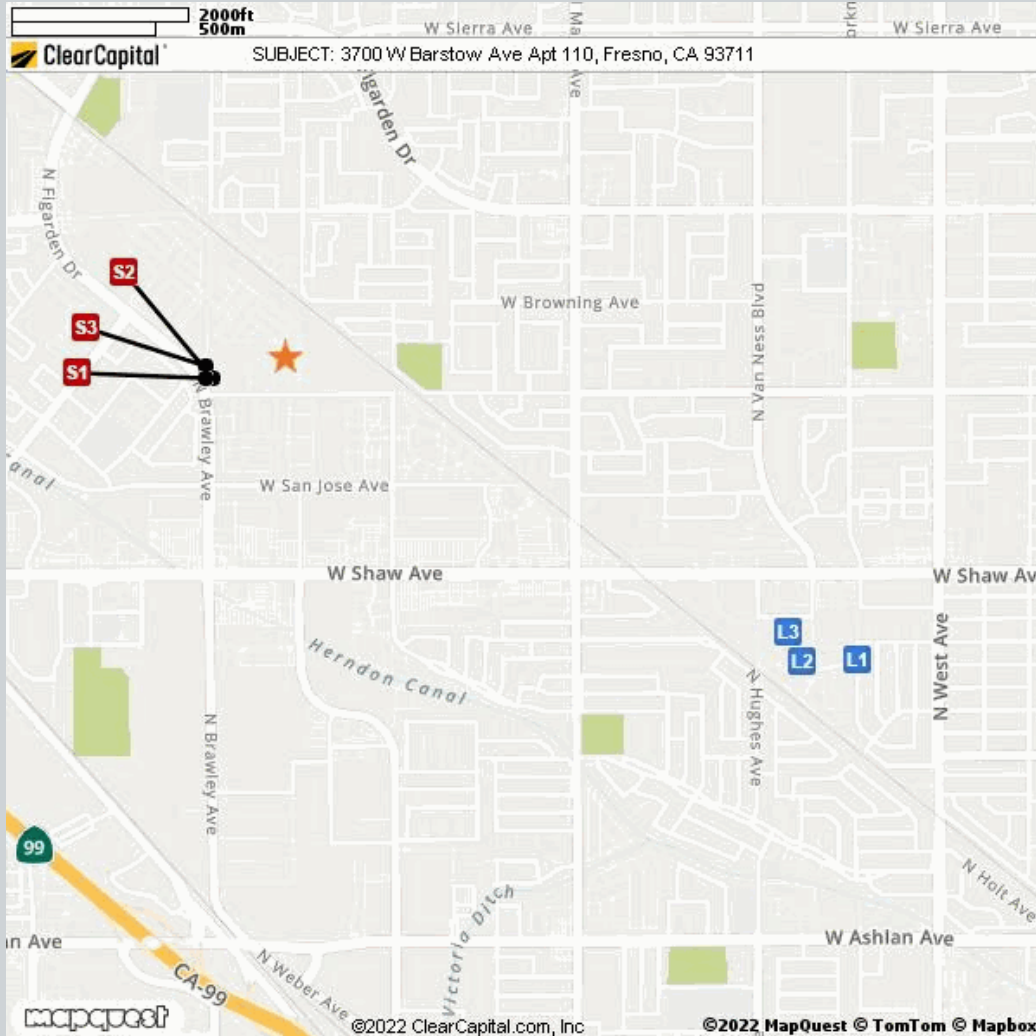 2000ft
500m
W Sierra Ave
W Sierra Ave
ClearCapital
SUBJECT: 3700 W Barstow Ave Apt 110, Fresno, CA 93711
Ave
igarden Dr
N Figarden Dr
S2
W Browning Ave
N Van Ness Blvd
S3
S1
N Brawley Ave
anal
W San Jose Ave
W Shaw Ave
W Shaw Av
L3
L2
L1
N West Ave
Herndon Canal
N Hughes Ave
N Brawley Ave
99
N Holt Ave
Victoria Ditch
W Ashlan Ave
an Ave
CA-99
N Weber Ave
mapquest
©2022 ClearCapital.com, Inc
©2022 MapQuest © TomTom © Mapbox